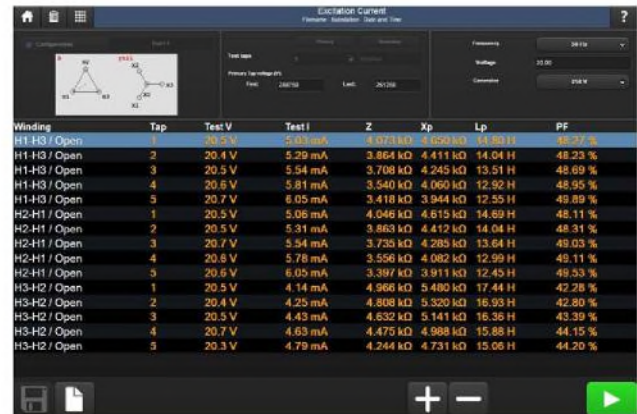 Excitation Current
?
Configuration
Test taps
Primary Tap voltage (V)
First:
Last:
Frequency
50 Hz
Voltage
20.00
Connector
250 V
D
H2
H1
H3
X2
X0
X3
X1
Winding Tap Test V Test I Z Xp Lp PF
H1-H3 / Open 1 20.5 V 5.03 mA 4.073 kΩ 4.650 kΩ 14.80 H 48.27 %
H1-H3 / Open 2 20.4 V 5.29 mA 3.864 kΩ 4.411 kΩ 14.04 H 48.23 %
H1-H3 / Open 3 20.5 V 5.54 mA 3.708 kΩ 4.245 kΩ 13.51 H 48.69 %
H1-H3 / Open 4 20.6 V 5.81 mA 3.540 kΩ 4.060 kΩ 12.92 H 48.95 %
H1-H3 / Open 5 20.7 V 6.05 mA 3.418 kΩ 3.944 kΩ 12.55 H 49.89 %
H2-H1 / Open 1 20.5 V 5.06 mA 4.046 kΩ 4.615 kΩ 14.69 H 48.11 %
H2-H1 / Open 2 20.5 V 5.31 mA 3.863 kΩ 4.412 kΩ 14.04 H 48.31 %
H2-H1 / Open 3 20.7 V 5.54 mA 3.735 kΩ 4.285 kΩ 13.64 H 49.03 %
H2-H1 / Open 4 20.6 V 5.78 mA 3.556 kΩ 4.082 kΩ 12.99 H 49.11 %
H2-H1 / Open 5 20.6 V 6.05 mA 3.397 kΩ 3.911 kΩ 12.45 H 49.53 %
H3-H2 / Open 1 20.5 V 4.14 mA 4.966 kΩ 5.480 kΩ 17.44 H 42.28 %
H3-H2 / Open 2 20.4 V 4.25 mA 4.808 kΩ 5.320 kΩ 16.93 H 42.80 %
H3-H2 / Open 3 20.5 V 4.43 mA 4.632 kΩ 5.141 kΩ 16.36 H 43.39 %
H3-H2 / Open 4 20.7 V 4.63 mA 4.475 kΩ 4.988 kΩ 15.88 H 44.15 %
H3-H2 / Open 5 20.3 V 4.79 mA 4.244 kΩ 4.731 kΩ 15.06 H 44.20 %